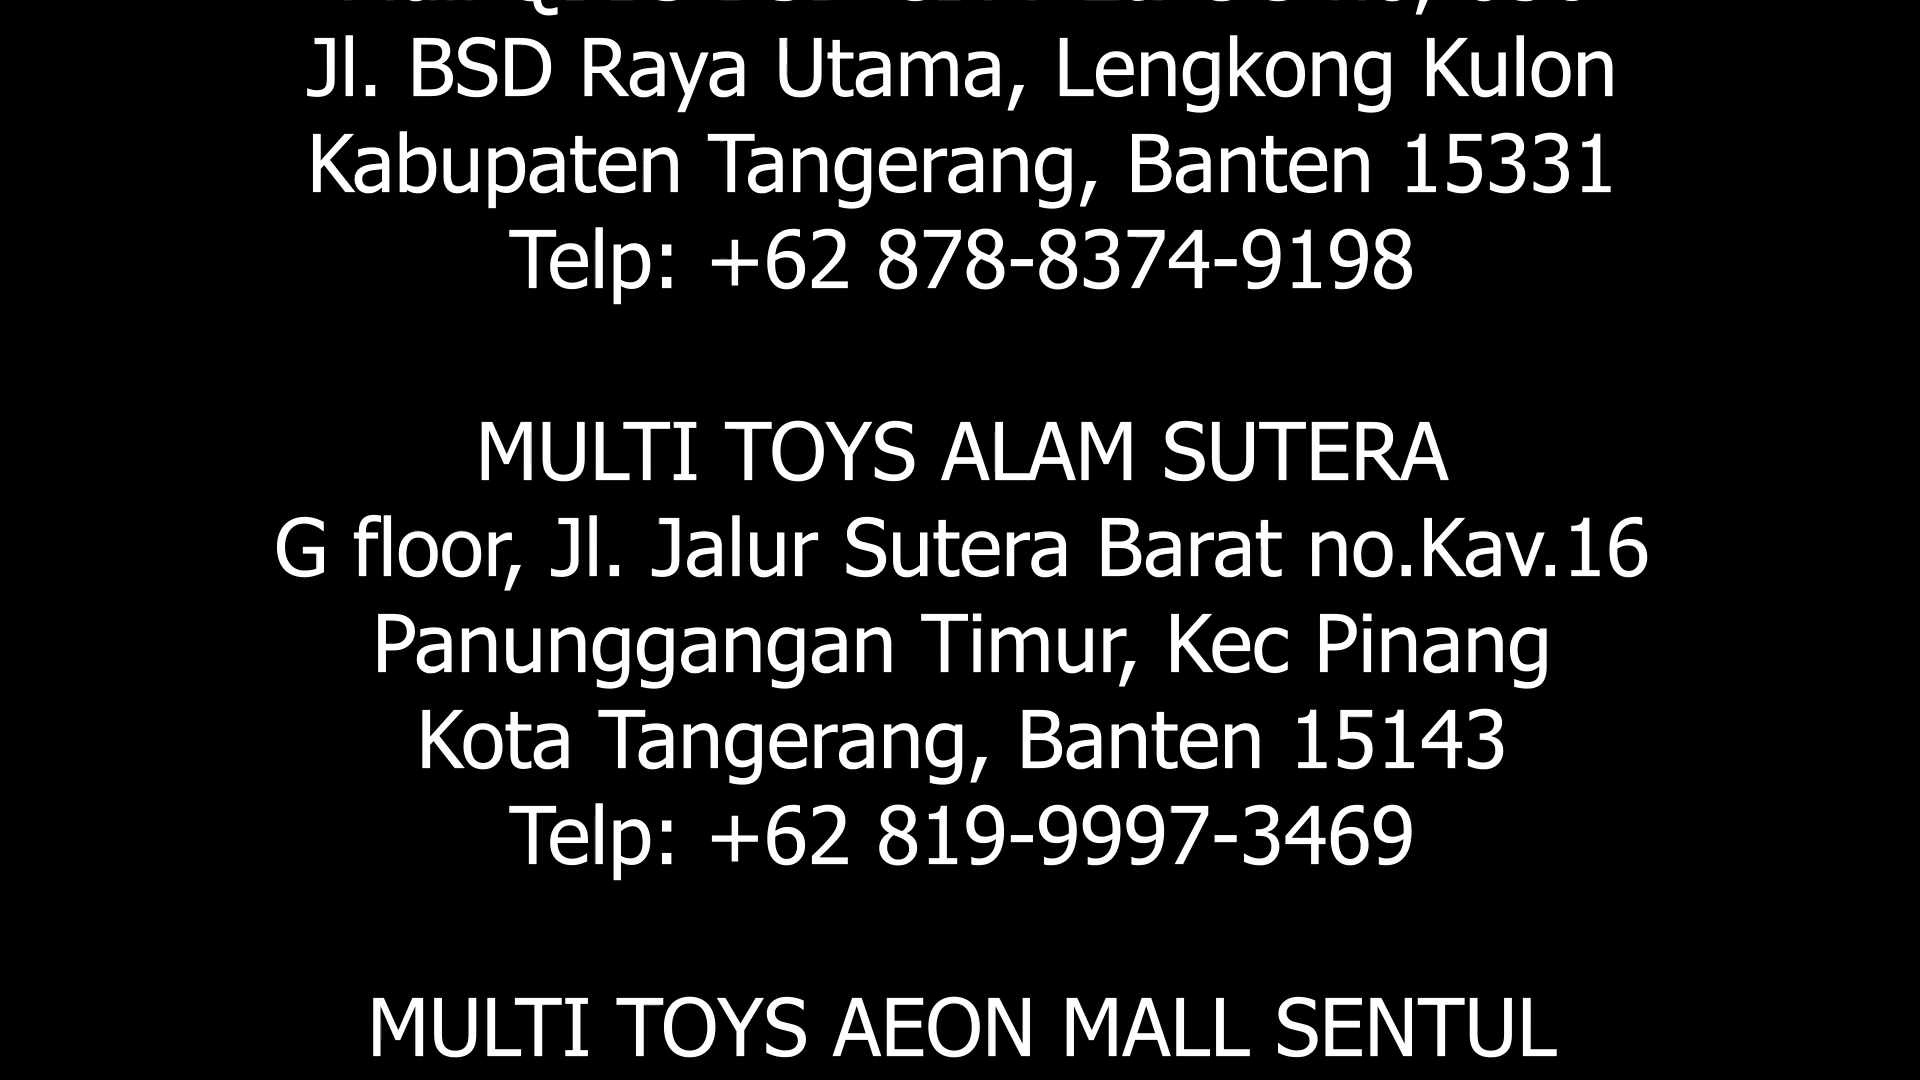 Jl. BSD Raya Utama, Lengkong Kulon
Kabupaten Tangerang, Banten 15331
Telp: +62 878-8374-9198
MULTI TOYS ALAM SUTERA
G floor, Jl. Jalur Sutera Barat no.Kav.16
Panunggangan Timur, Kec Pinang
Kota Tangerang, Banten 15143
Telp: +62 819-9997-3469
MULTI TOYS AEON MALL SENTUL